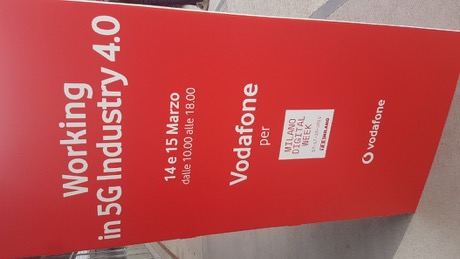 Working
in 5G Industry 4.0
14 e 15 Marzo
dalle 10.00 alle 18.00
Vodafone
per
MILANO
DIGITAL
WEEK
vodafone